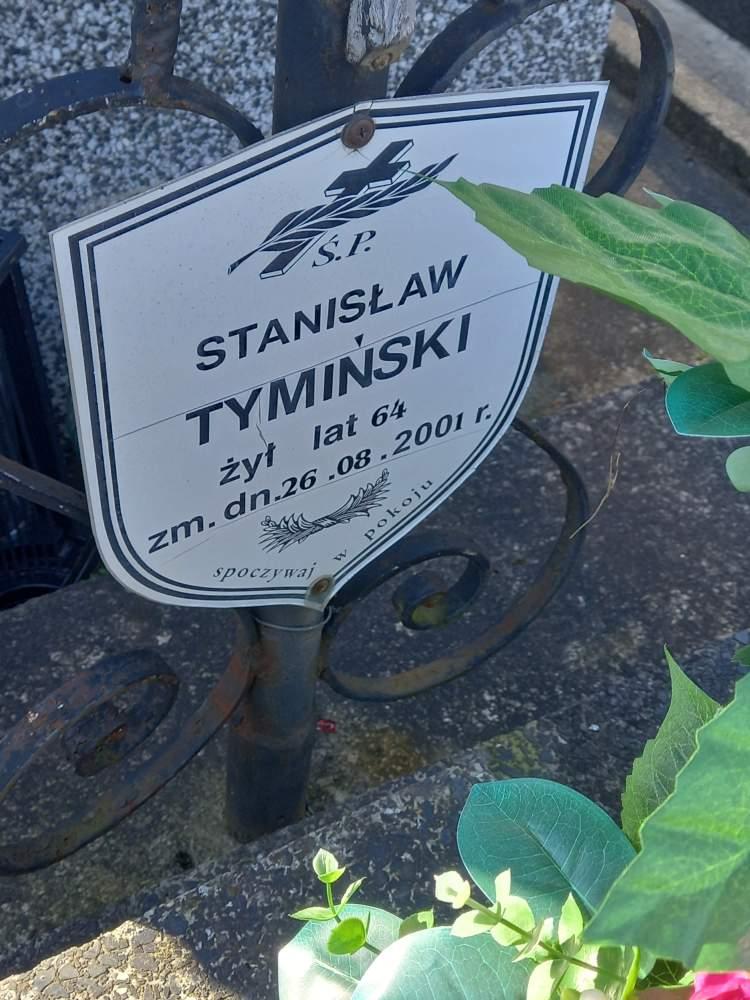 Ś.P.
STANISŁAW
TYMIŃSKI
żył lat 64
zm. dn. 26.08.2001 r.
spoczywaj w pokoju